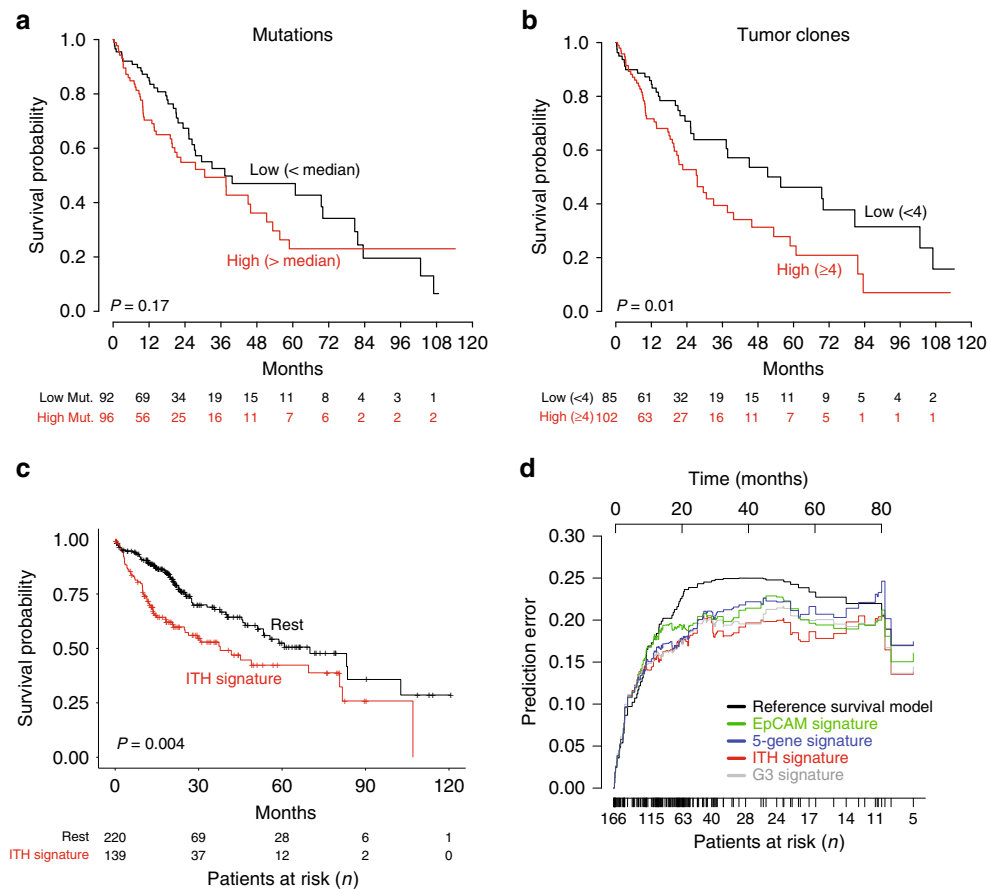 a
Mutations
1.0
0.8
0.6
0.4
0.2
0.0
Survival probability
Low (< median)
High (> median)
P = 0.17
0 12 24 36 48 60 72 84 96 108 120
Months
Low Mut. 92 69 34 19 15 11 8 4 3 1
High Mut. 96 56 25 16 11 7 6 2 2 2
b
Tumor clones
1.0
0.8
0.6
0.4
0.2
0.0
Survival probability
Low (<4)
High (≥4)
P = 0.01
0 12 24 36 48 60 72 84 96 108 120
Months
Low (<4) 85 61 32 19 15 11 9 5 4 2
High (≥4) 102 63 27 16 11 7 5 1 1 1
c
1.00
0.75
0.50
0.25
0.00
Survival probability
Rest
ITH signature
P = 0.004
0 30 60 90 120
Months
Rest 220 69 28 6 1
ITH signature 139 37 12 2 0
Patients at risk (n)
d
Time (months)
0 20 40 60 80
0.30
0.25
0.20
0.15
0.10
0.05
0.00
Prediction error
Reference survival model
EpCAM signature
5-gene signature
ITH signature
G3 signature
166 115 63 40 28 24 17 14 11 5
Patients at risk (n)